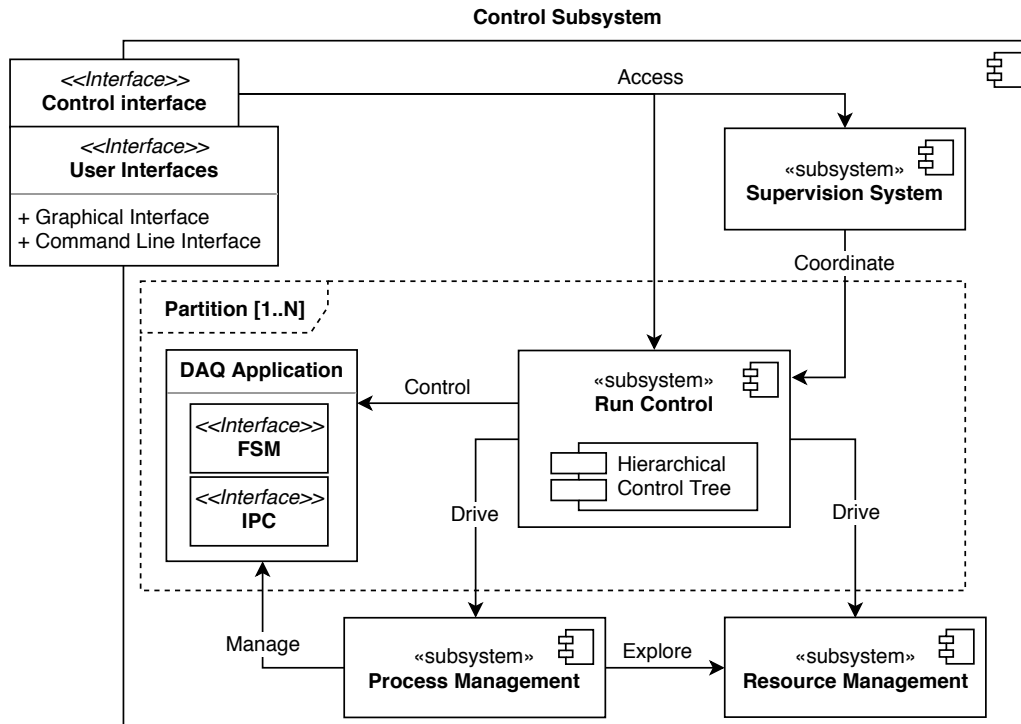 Control Subsystem
<<Interface>>
Control interface
Access
<<Interface>>
User Interfaces
+ Graphical Interface
+ Command Line Interface
«subsystem»
Supervision System
Coordinate
Partition [1..N]
DAQ Application
<<Interface>>
FSM
<<Interface>>
IPC
Control
«subsystem»
Run Control
Hierarchical
Control Tree
Drive
Drive
Manage
«subsystem»
Process Management
Explore
«subsystem»
Resource Management